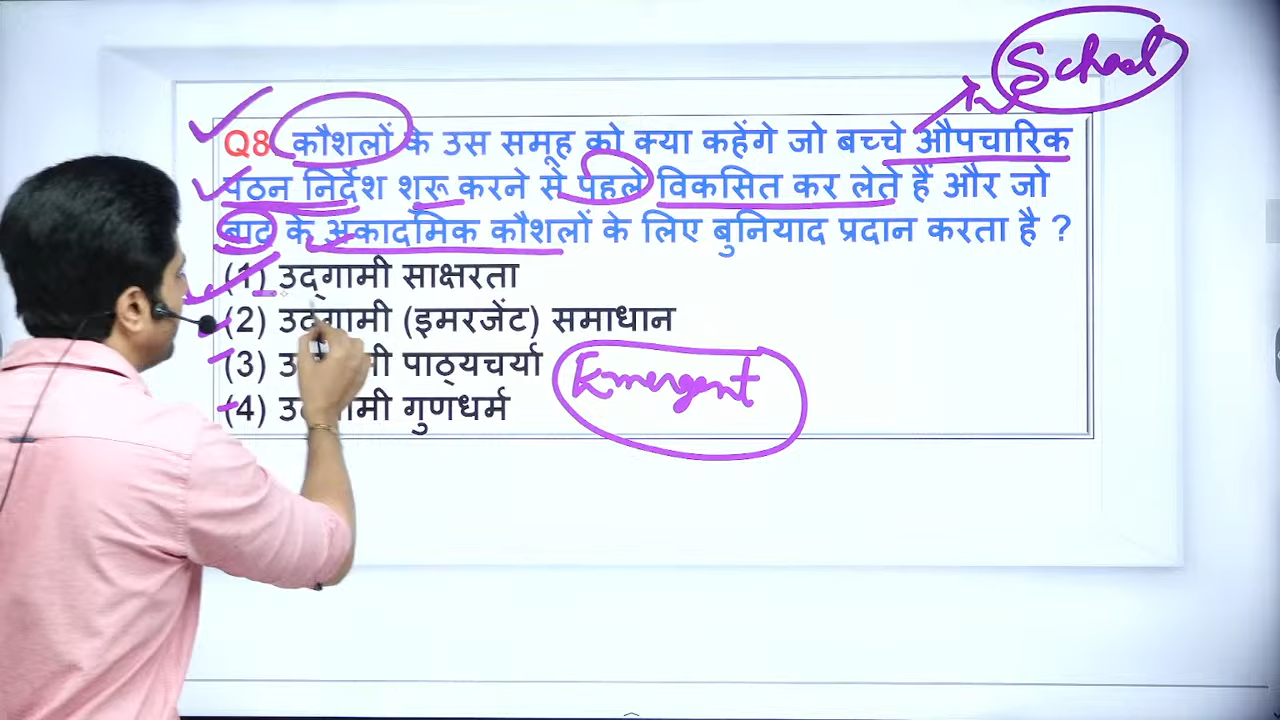 School
Q8. कौशलों के उस समूह को क्या कहेंगे जो बच्चे औपचारिक
पठन निर्देश शुरू करने से पहले विकसित कर लेते हैं और जो
बाद के अकादमिक कौशलों के लिए बुनियाद प्रदान करता है ?
(1) उद्गामी साक्षरता
(2) उद्गामी (इमरजेंट) समाधान
(3) पाठ्यचर्या
(4) गुणधर्म
Emergent